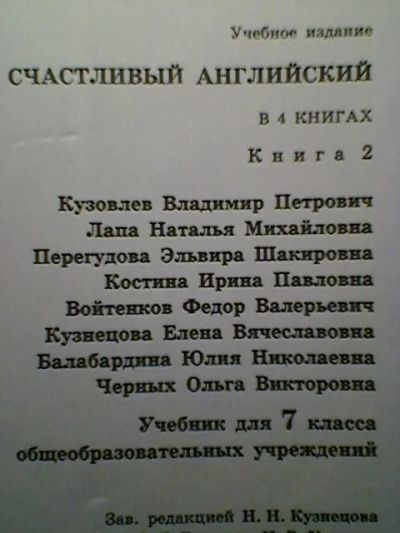 Учебное издание
СЧАСТЛИВЫЙ АНГЛИЙСКИЙ
В 4 КНИГАХ
Книга 2
Кузовлев Владимир Петрович
Лапа Наталья Михайловна
Перегудова Эльвира Шакировна
Костина Ирина Павловна
Войтенков Федор Валерьевич
Кузнецова Елена Вячеславовна
Балабардина Юлия Николаевна
Черных Ольга Викторовна
Учебник для 7 класса
общеобразовательных учреждений
Зав. редакцией Н. Н. Кузнецова